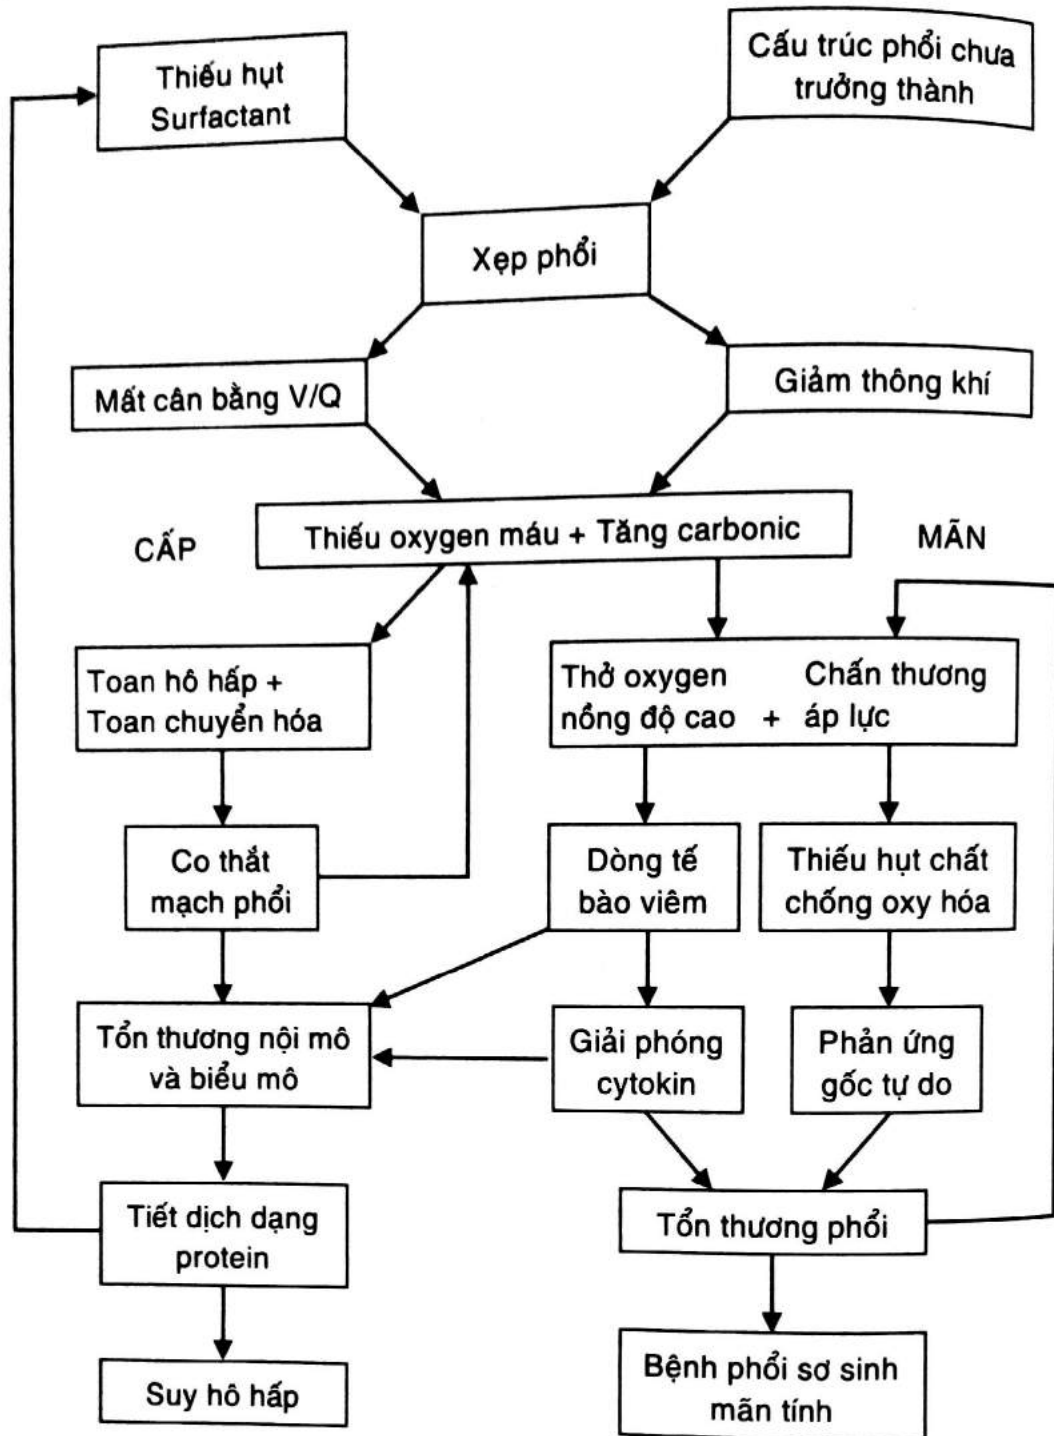 Thiếu hụt
Surfactant
Cấu trúc phổi chưa
trưởng thành
Xẹp phổi
Mất cân bằng V/Q
Giảm thông khí
CẤP
Thiếu oxygen máu + Tăng carbonic
MÃN
Toan hô hấp +
Toan chuyển hóa
Thở oxygen
nồng độ cao
+
Chấn thương
áp lực
Co thắt
mạch phổi
Dòng tế
bào viêm
Thiếu hụt chất
chống oxy hóa
Tổn thương nội mô
và biểu mô
Giải phóng
cytokin
Phản ứng
gốc tự do
Tiết dịch dạng
protein
Tổn thương phổi
Suy hô hấp
Bệnh phổi sơ sinh
mãn tính